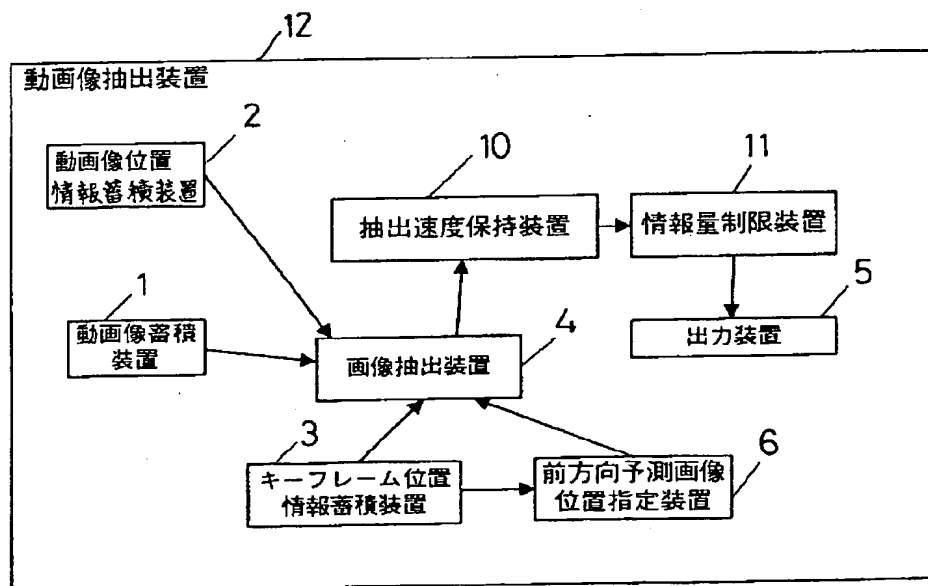 12
動画像抽出装置
2
動画像位置
情報蓄積装置
10
抽出速度保持装置
11
情報量制限装置
1
動画像蓄積
装置
4
画像抽出装置
5
出力装置
3
キーフレーム位置
情報蓄積装置
6
前方向予測画像
位置指定装置